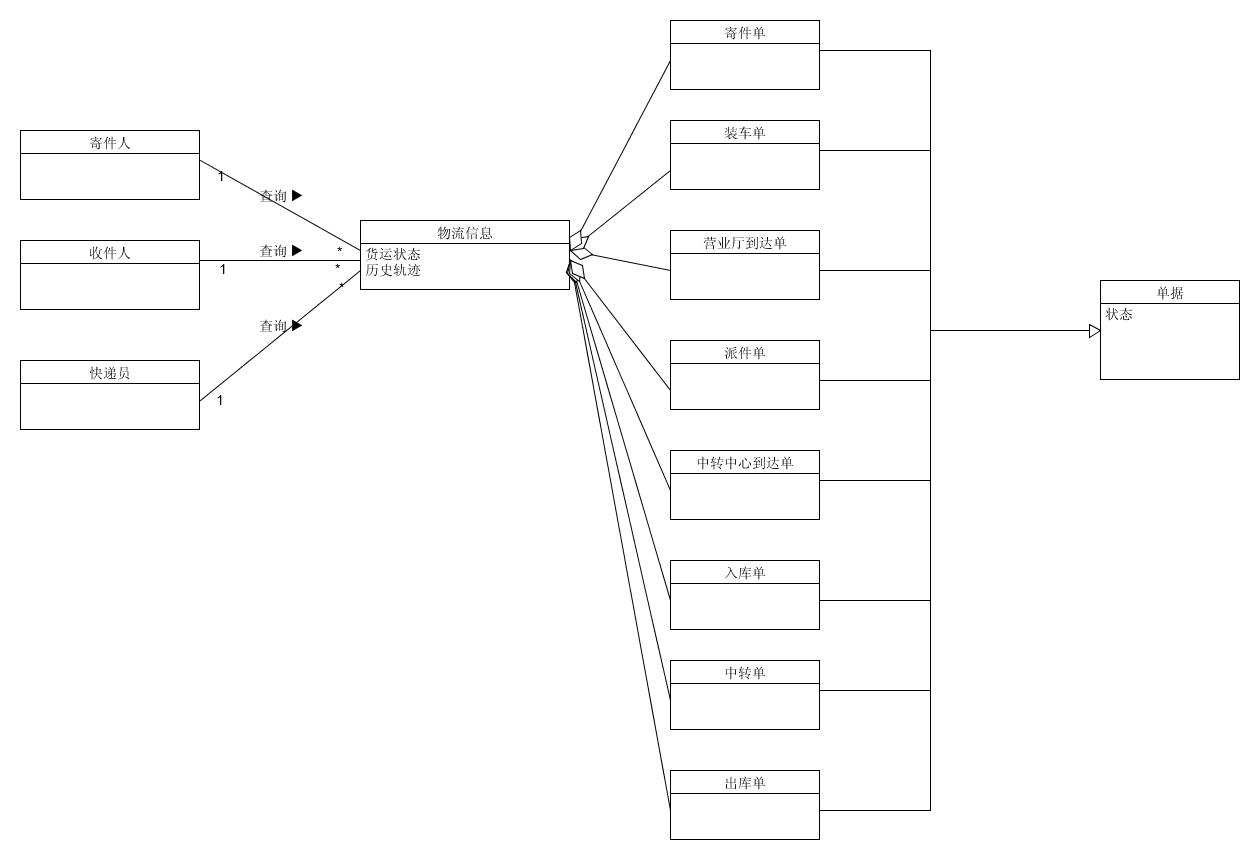 寄件人
1
查询 ▶
收件人
查询 ▶
1
快递员
查询 ▶
1
*
*
*
物流信息
货运状态
历史轨迹
寄件单
装车单
营业厅到达单
派件单
中转中心到达单
入库单
中转单
出库单
单据
状态